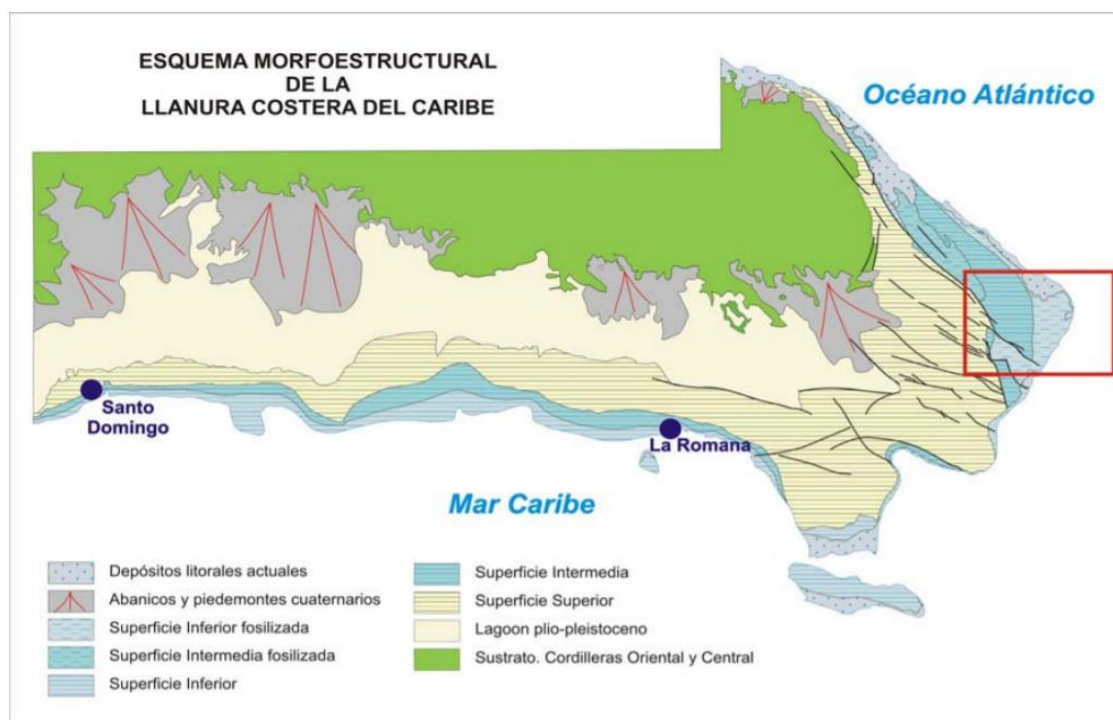 ESQUEMA MORFOESTRUCTURAL
DE LA
LLANURA COSTERA DEL CARIBE
Océano Atlántico
Santo
Domingo
La Romana
Mar Caribe
Depósitos litorales actuales
Abanicos y piedemontes cuaternarios
Superficie Inferior fosilizada
Superficie Intermedia fosilizada
Superficie Inferior
Superficie Intermedia
Superficie Superior
Lagoon plio-pleistoceno
Sustrato. Cordilleras Oriental y Central